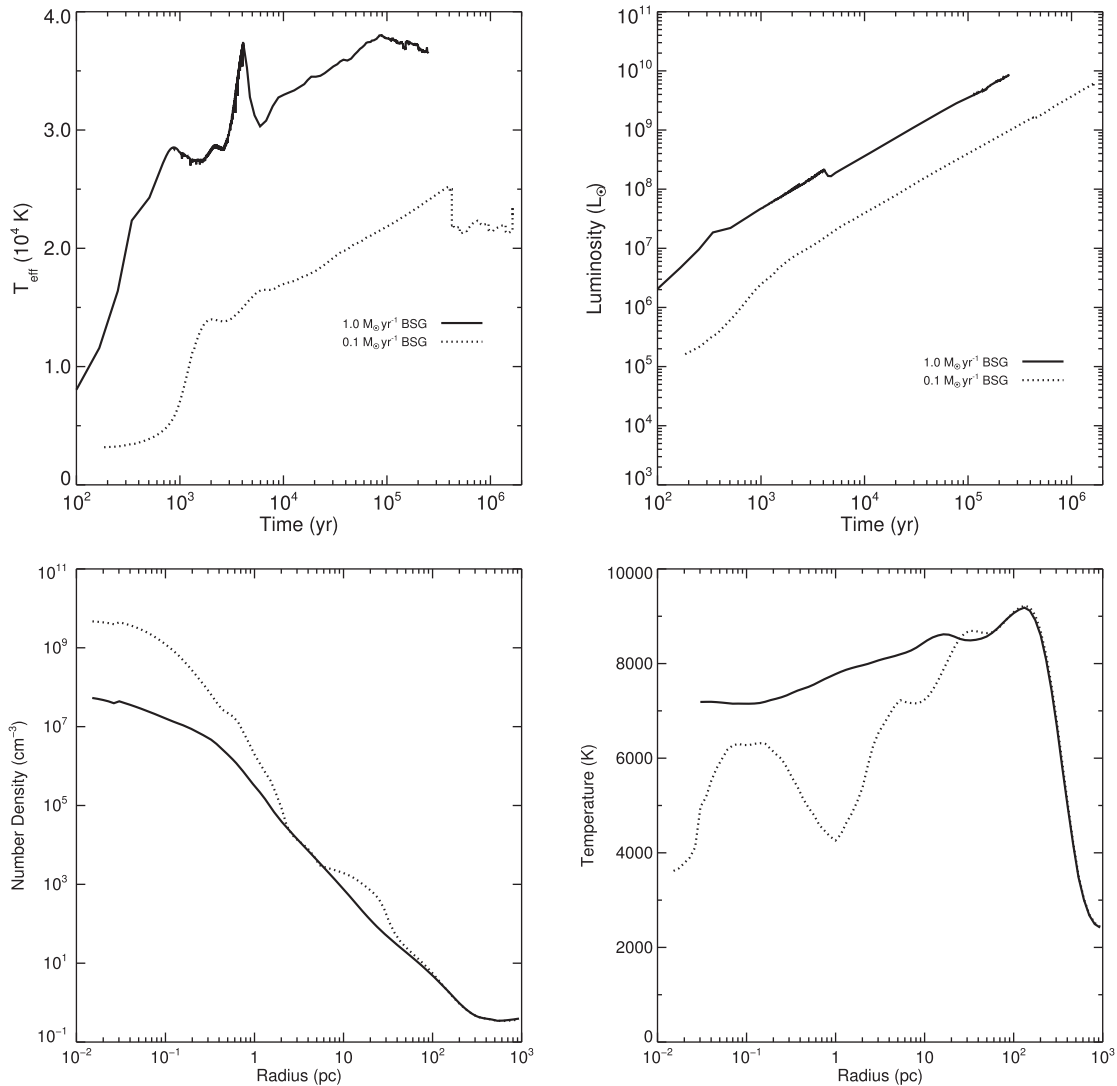 4.0
3.0
2.0
1.0
0
T_eff (10^4 K)
1.0 M⊙ yr^-1 BSG
0.1 M⊙ yr^-1 BSG
10^2 10^3 10^4 10^5 10^6
Time (yr)
10^11
10^10
10^9
10^8
10^7
10^6
10^5
10^4
10^3
Luminosity (L⊙)
1.0 M⊙ yr^-1 BSG
0.1 M⊙ yr^-1 BSG
10^2 10^3 10^4 10^5 10^6
Time (yr)
10^11
10^9
10^7
10^5
10^3
10^1
10^-1
Number Density (cm^−3)
10^-2 10^-1 1 10 10^2 10^3
Radius (pc)
10000
8000
6000
4000
2000
0
Temperature (K)
10^-2 10^-1 1 10 10^2 10^3
Radius (pc)